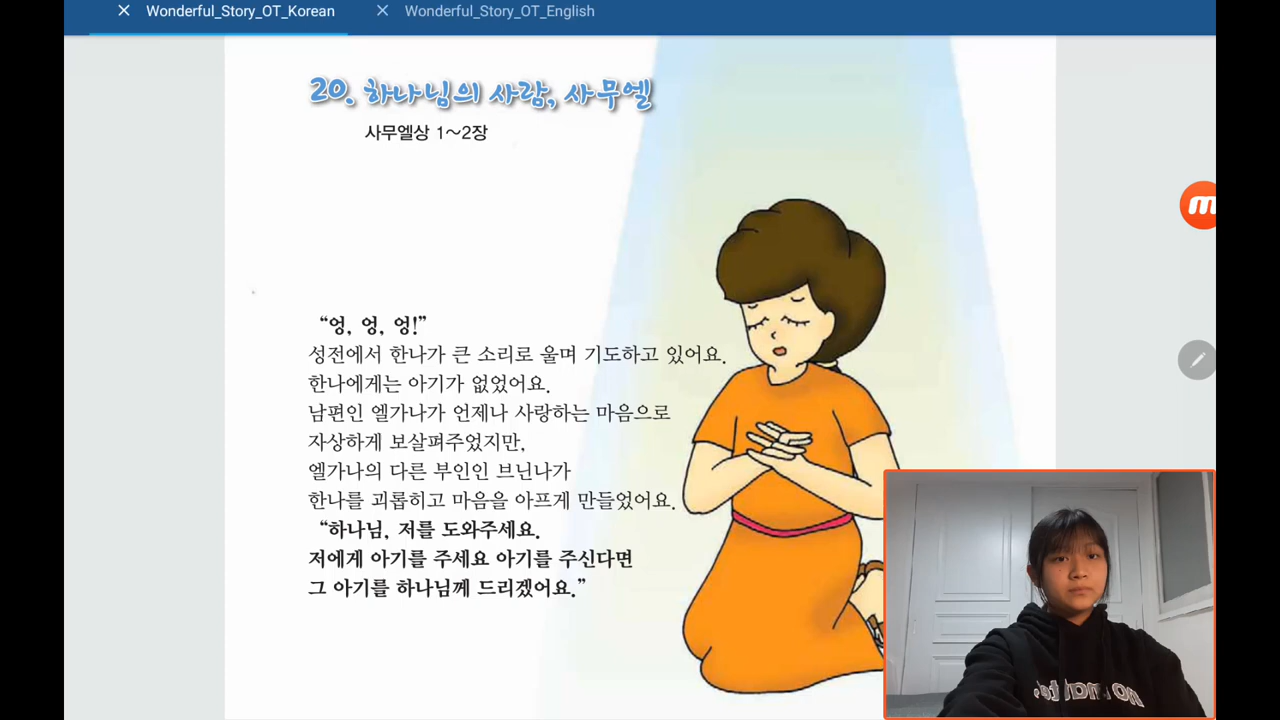 Wonderful_Story_OT_Korean
Wonderful_Story_OT_English
20. 하나님의 사람, 사무엘
사무엘상 1~2장
“엉, 엉, 엉!”
성전에서 한나가 큰 소리로 울며 기도하고 있어요.
한나에게는 아기가 없었어요.
남편인 엘가나가 언제나 사랑하는 마음으로
자상하게 보살펴주었지만,
엘가나의 다른 부인인 브닌나가
한나를 괴롭히고 마음을 아프게 만들었어요.
“하나님, 저를 도와주세요.
저에게 아기를 주세요 아기를 주신다면
그 아기를 하나님께 드리겠어요.”